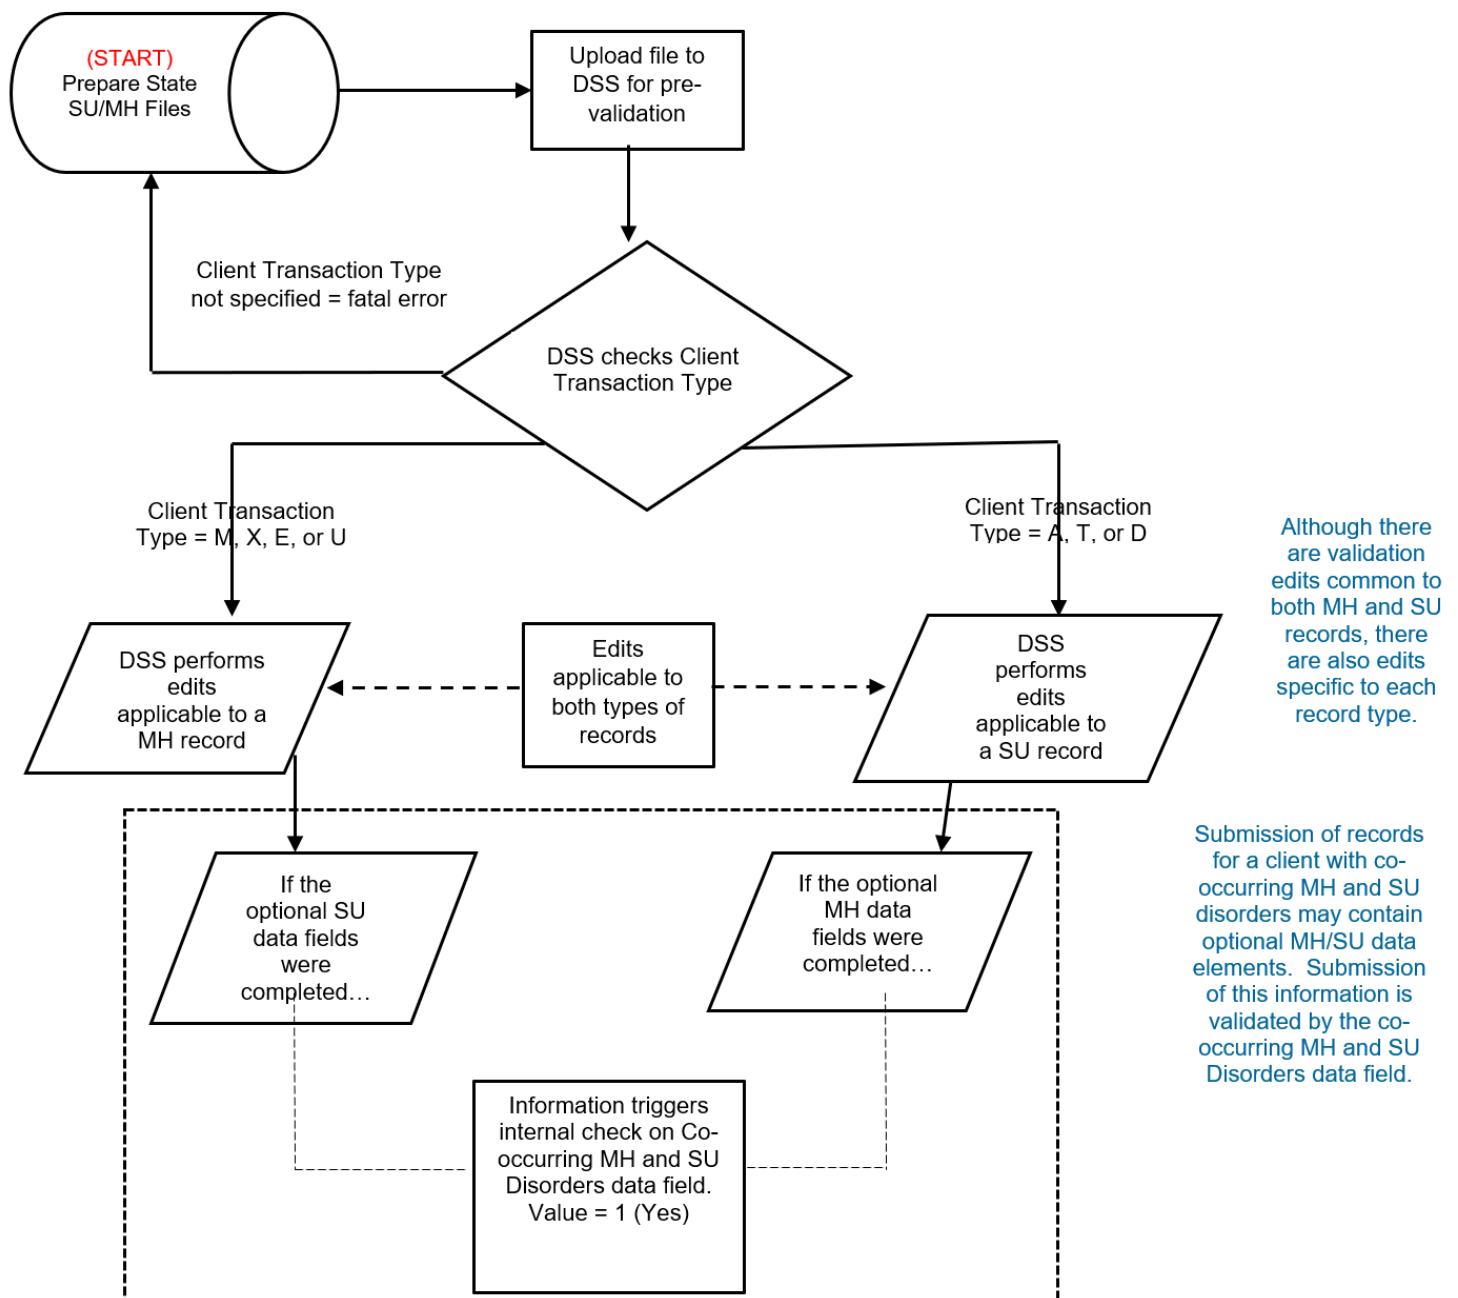 (START)
Prepare State
SU/MH Files
Upload file to
DSS for pre-
validation
Client Transaction Type
not specified = fatal error
DSS checks Client
Transaction Type
Client Transaction
Type = M, X, E, or U
Client Transaction
Type = A, T, or D
Although there
are validation
edits common to
both MH and SU
records, there
are also edits
specific to each
record type.
DSS performs
edits
applicable to a
MH record
Edits
applicable to
both types of
records
DSS
performs
edits
applicable to
a SU record
If the
optional SU
data fields
were
completed…
If the optional
MH data
fields were
completed…
Submission of records
for a client with co-
occurring MH and SU
disorders may contain
optional MH/SU data
elements.  Submission
of this information is
validated by the co-
occurring MH and SU
Disorders data field.
Information triggers
internal check on Co-
occurring MH and SU
Disorders data field.
Value = 1 (Yes)